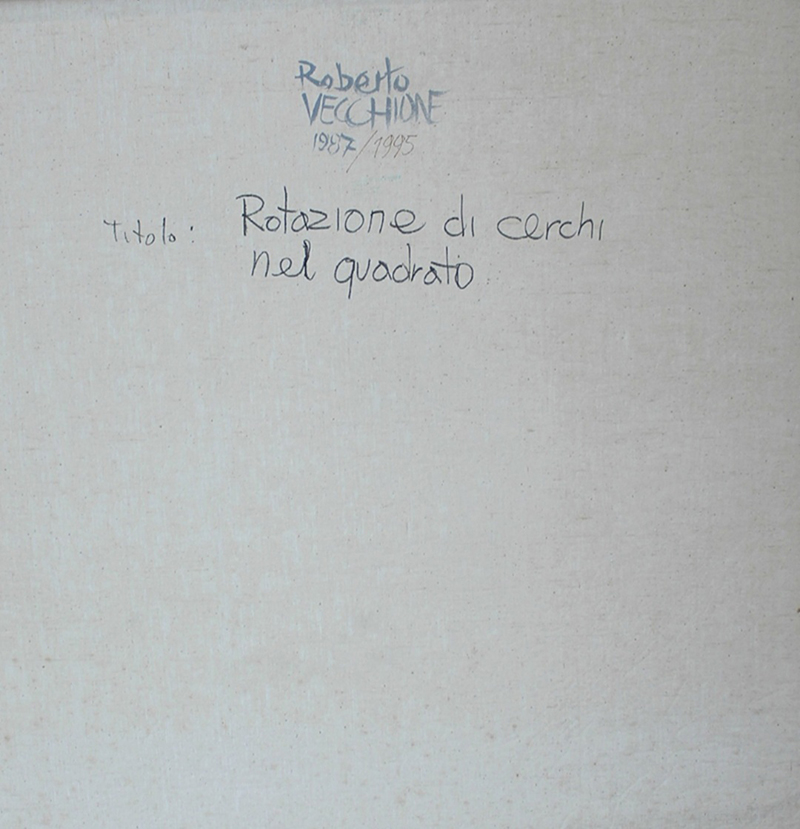 Roberto
VECCHIONE
1987/1995
Titolo: Rotazione di cerchi
nel quadrato